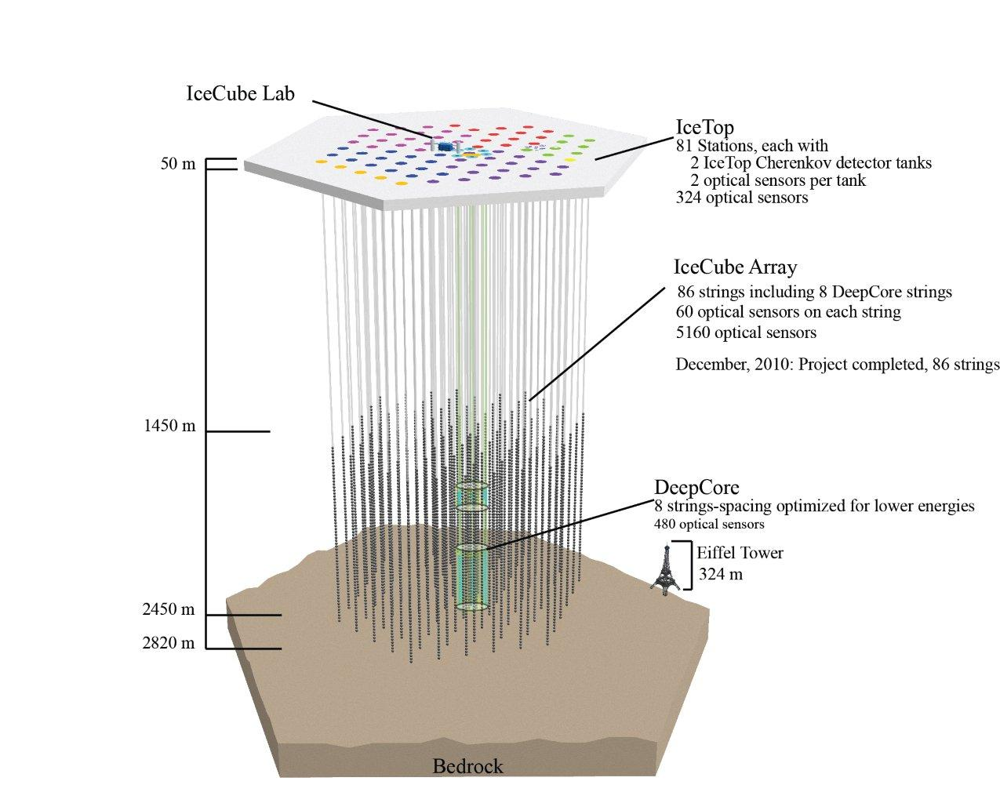 IceCube Lab
IceTop
81 Stations, each with
2 IceTop Cherenkov detector tanks
2 optical sensors per tank
324 optical sensors
50 m
IceCube Array
86 strings including 8 DeepCore strings
60 optical sensors on each string
5160 optical sensors
December, 2010: Project completed, 86 strings
1450 m
DeepCore
8 strings-spacing optimized for lower energies
480 optical sensors
Eiffel Tower
324 m
2450 m
2820 m
Bedrock